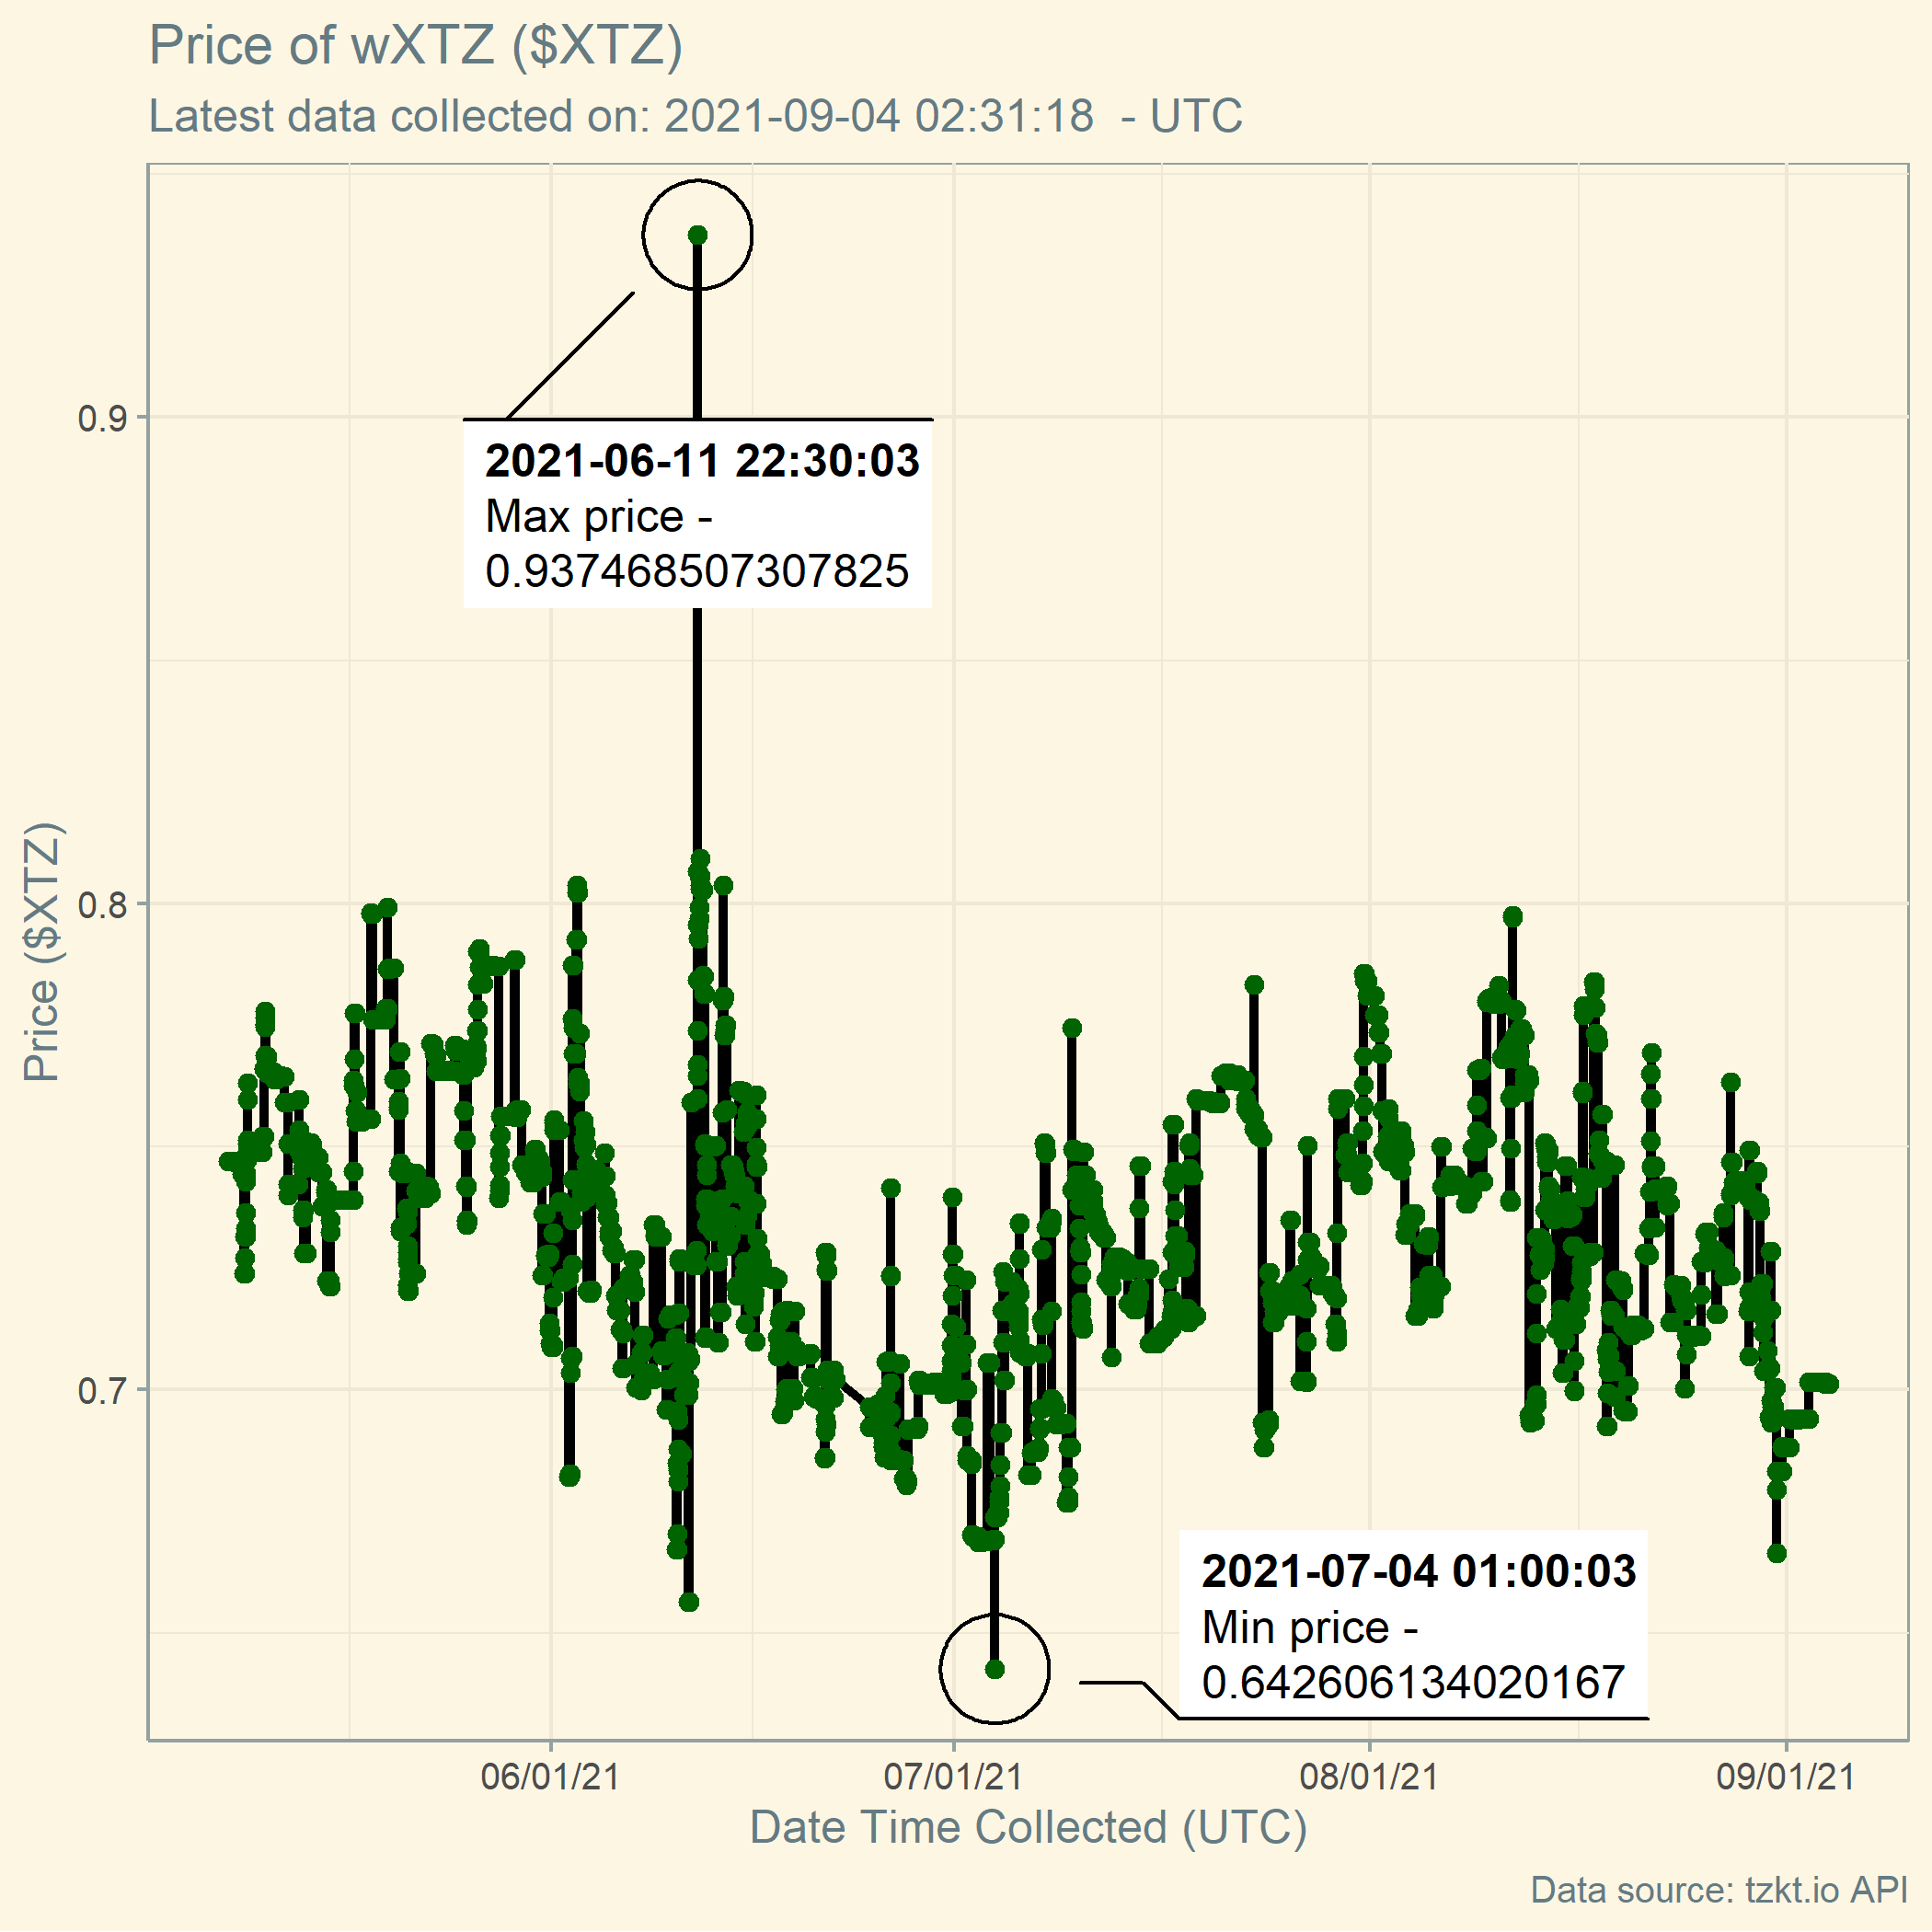 Price of wXTZ ($XTZ)
Latest data collected on: 2021-09-04 02:31:18  - UTC
Price ($XTZ)
0.9
0.8
0.7
2021-06-11 22:30:03
Max price -
0.937468507307825
2021-07-04 01:00:03
Min price -
0.642606134020167
06/01/21
07/01/21
08/01/21
09/01/21
Date Time Collected (UTC)
Data source: tzkt.io API